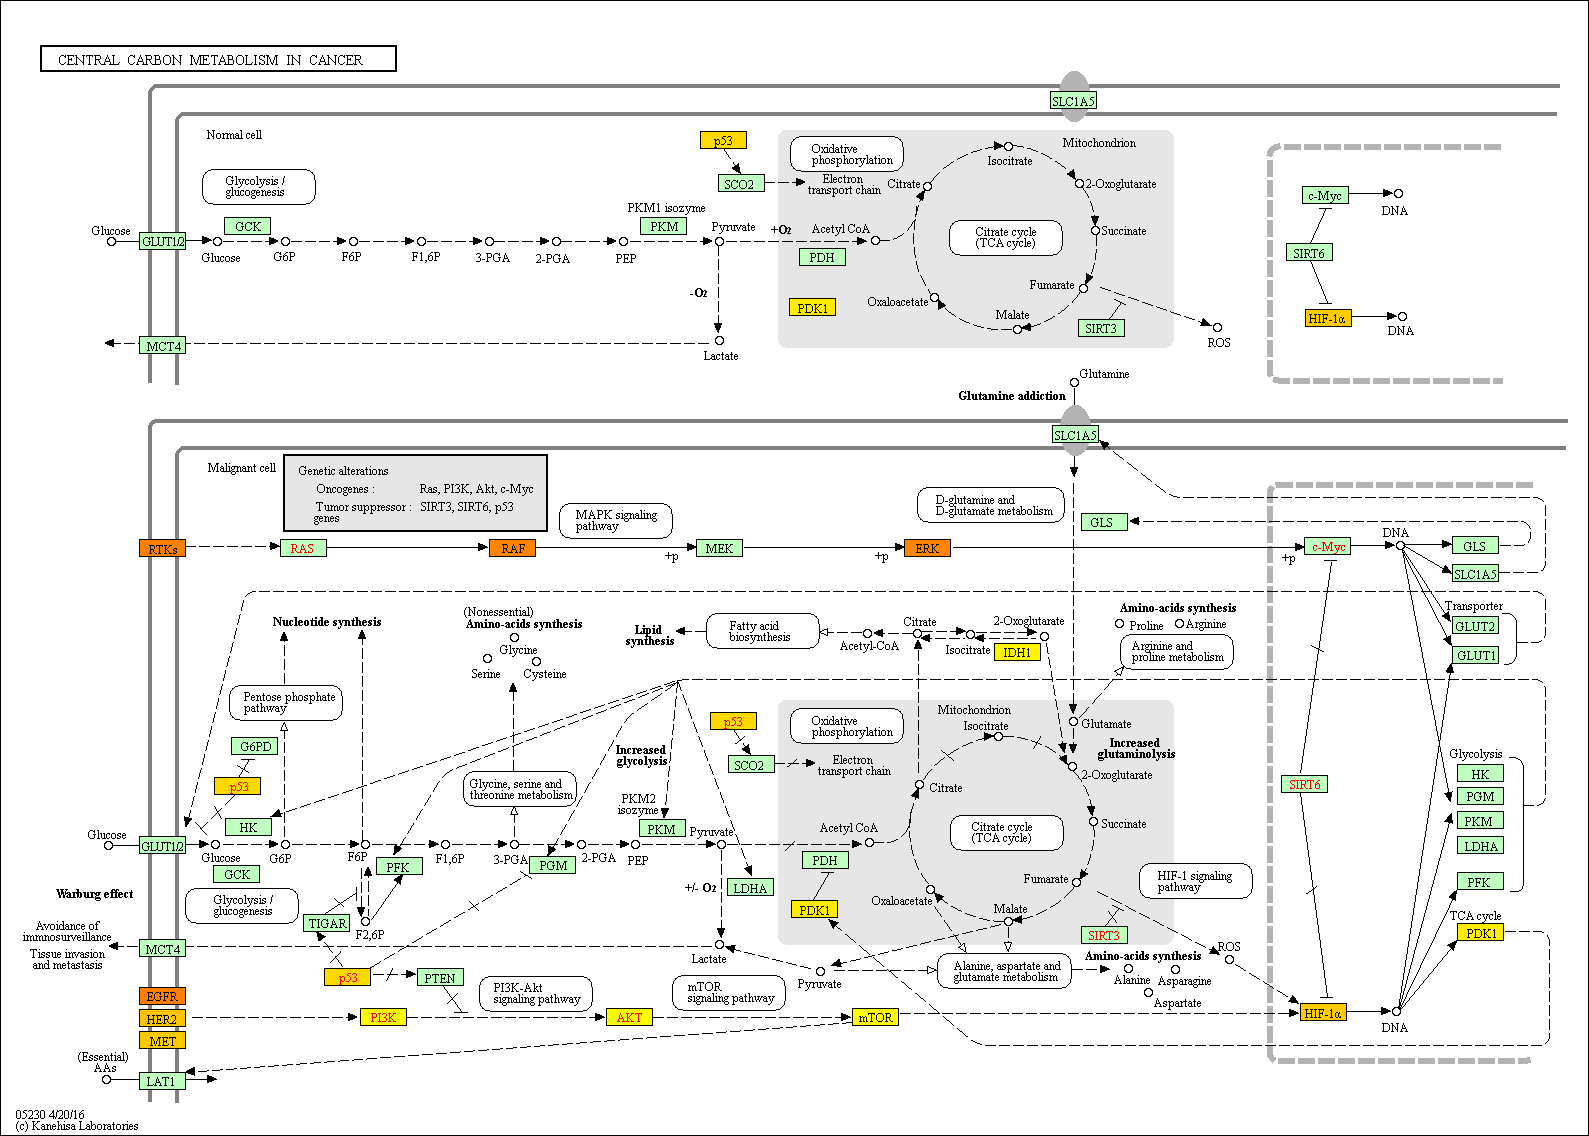 CENTRAL CARBON METABOLISM IN CANCER
SLC1A5
Normal cell
p53
Oxidative
phosphorylation
Mitochondrion
Isocitrate
Glycolysis /
glucogenesis
SCO2
Electron
transport chain
Citrate
2-Oxoglutarate
c-Myc
DNA
PKM1 isozyme
GCK
PKM
Glucose
GLUT1/2
Pyruvate
+O2
Acetyl CoA
Citrate cycle
(TCA cycle)
Succinate
SIRT6
Glucose
G6P
F6P
F1,6P
3-PGA
2-PGA
PEP
PDH
-O2
PDK1
Oxaloacetate
Fumarate
Malate
SIRT3
HIF-1α
DNA
ROS
MCT4
Lactate
Glutamine
Glutamine addiction
SLC1A5
Malignant cell
Genetic alterations
Oncogenes : Ras, PI3K, Akt, c-Myc
Tumor suppressor : SIRT3, SIRT6, p53
genes
MAPK signaling
pathway
D-glutamine and
D-glutamate metabolism
GLS
RTKs
RAS
RAF
+p
MEK
+p
ERK
+p
c-Myc
DNA
GLS
SLC1A5
Transporter
GLUT2
GLUT1
Nucleotide synthesis
(Nonessential)
Amino-acids synthesis
Glycine
Serine
Cysteine
Lipid
synthesis
Fatty acid
biosynthesis
Acetyl-CoA
Citrate
Isocitrate
2-Oxoglutarate
IDH1
Amino-acids synthesis
Proline
Arginine
Arginine and
proline metabolism
Pentose phosphate
pathway
G6PD
p53
p53
SCO2
Oxidative
phosphorylation
Electron
transport chain
Mitochondrion
Isocitrate
Glutamate
Increased
glutaminolysis
2-Oxoglutarate
Increased
glycolysis
Glycine, serine and
threonine metabolism
PKM2
isozyme
PKM
Citrate
Glycolysis
HK
PGM
PKM
LDHA
PFK
SIRT6
HK
Glucose
GLUT1/2
Glucose
G6P
F6P
F1,6P
3-PGA
2-PGA
PEP
Pyruvate
Acetyl CoA
Citrate cycle
(TCA cycle)
Succinate
GCK
PFK
PGM
PDH
LDHA
+/- O2
Warburg effect
Glycolysis /
glucogenesis
TIGAR
F2,6P
PDK1
Oxaloacetate
Fumarate
Malate
SIRT3
HIF-1 signaling
pathway
TCA cycle
PDK1
Avoidance of
immnosurveillance
Tissue invasion
and metastasis
MCT4
Lactate
ROS
p53
PTEN
PI3K-Akt
signaling pathway
mTOR
signaling pathway
Pyruvate
Alanine, aspartate and
glutamate metabolism
Amino-acids synthesis
Alanine
Asparagine
Aspartate
EGFR
HER2
MET
PI3K
AKT
mTOR
HIF-1α
DNA
(Essential)
AAs
LAT1
05230 4/20/16
(c) Kanehisa Laboratories